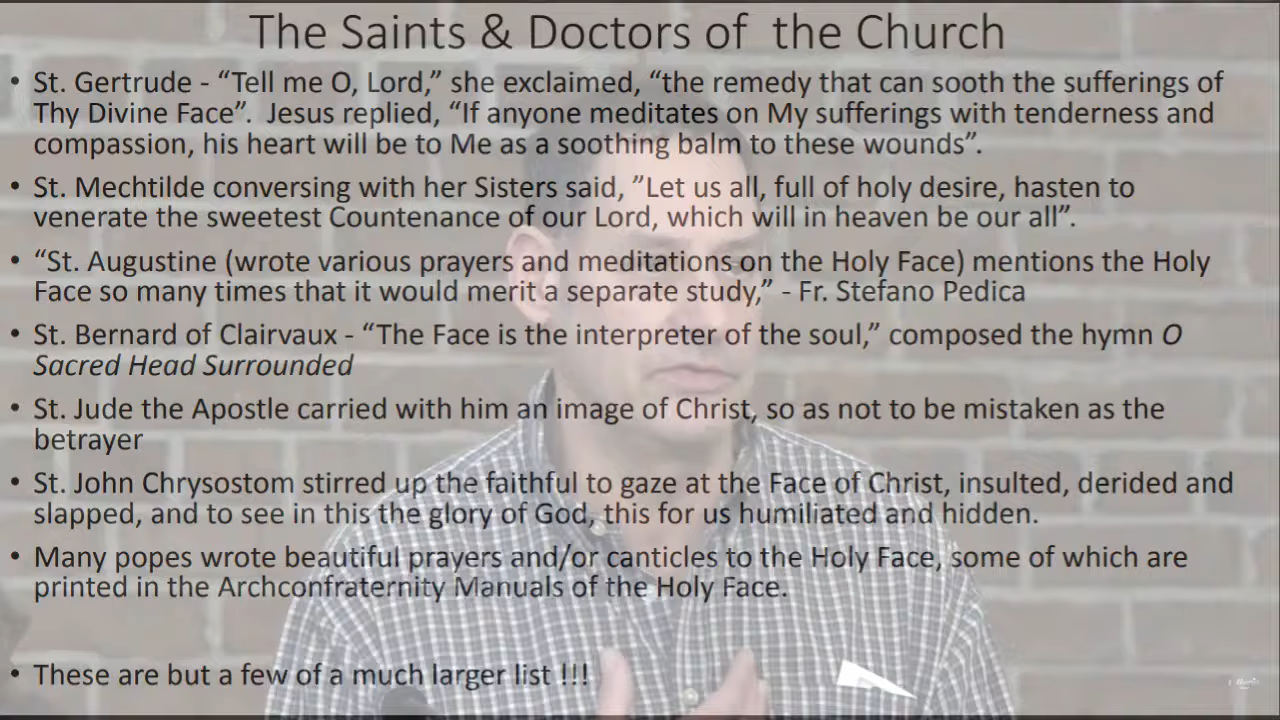 The Saints & Doctors of the Church
• St. Gertrude - “Tell me O, Lord,” she exclaimed, “the remedy that can sooth the sufferings of
Thy Divine Face”. Jesus replied, “If anyone meditates on My sufferings with tenderness and
compassion, his heart will be to Me as a soothing balm to these wounds”.
• St. Mechtilde conversing with her Sisters said, ”Let us all, full of holy desire, hasten to
venerate the sweetest Countenance of our Lord, which will in heaven be our all”.
• “St. Augustine (wrote various prayers and meditations on the Holy Face) mentions the Holy
Face so many times that it would merit a separate study,” - Fr. Stefano Pedica
• St. Bernard of Clairvaux - “The Face is the interpreter of the soul,” composed the hymn O
Sacred Head Surrounded
• St. Jude the Apostle carried with him an image of Christ, so as not to be mistaken as the
betrayer
• St. John Chrysostom stirred up the faithful to gaze at the Face of Christ, insulted, derided and
slapped, and to see in this the glory of God, this for us humiliated and hidden.
• Many popes wrote beautiful prayers and/or canticles to the Holy Face, some of which are
printed in the Archconfraternity Manuals of the Holy Face.
• These are but a few of a much larger list !!!